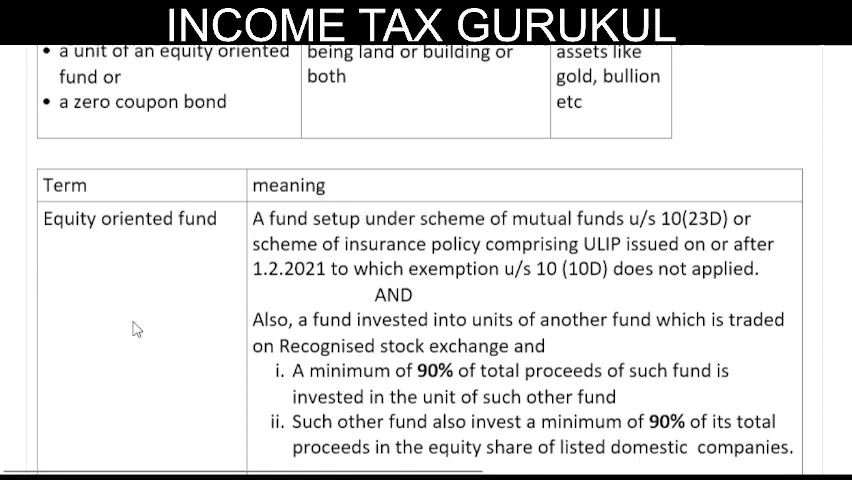 INCOME TAX GURUKUL
• a unit of an equity oriented
fund or
• a zero coupon bond
being land or building or
both
assets like
gold, bullion
etc
Term
meaning
Equity oriented fund
A fund setup under scheme of mutual funds u/s 10(23D) or
scheme of insurance policy comprising ULIP issued on or after
1.2.2021 to which exemption u/s 10 (10D) does not applied.
AND
Also, a fund invested into units of another fund which is traded
on Recognised stock exchange and
i. A minimum of 90% of total proceeds of such fund is
invested in the unit of such other fund
ii. Such other fund also invest a minimum of 90% of its total
proceeds in the equity share of listed domestic companies.